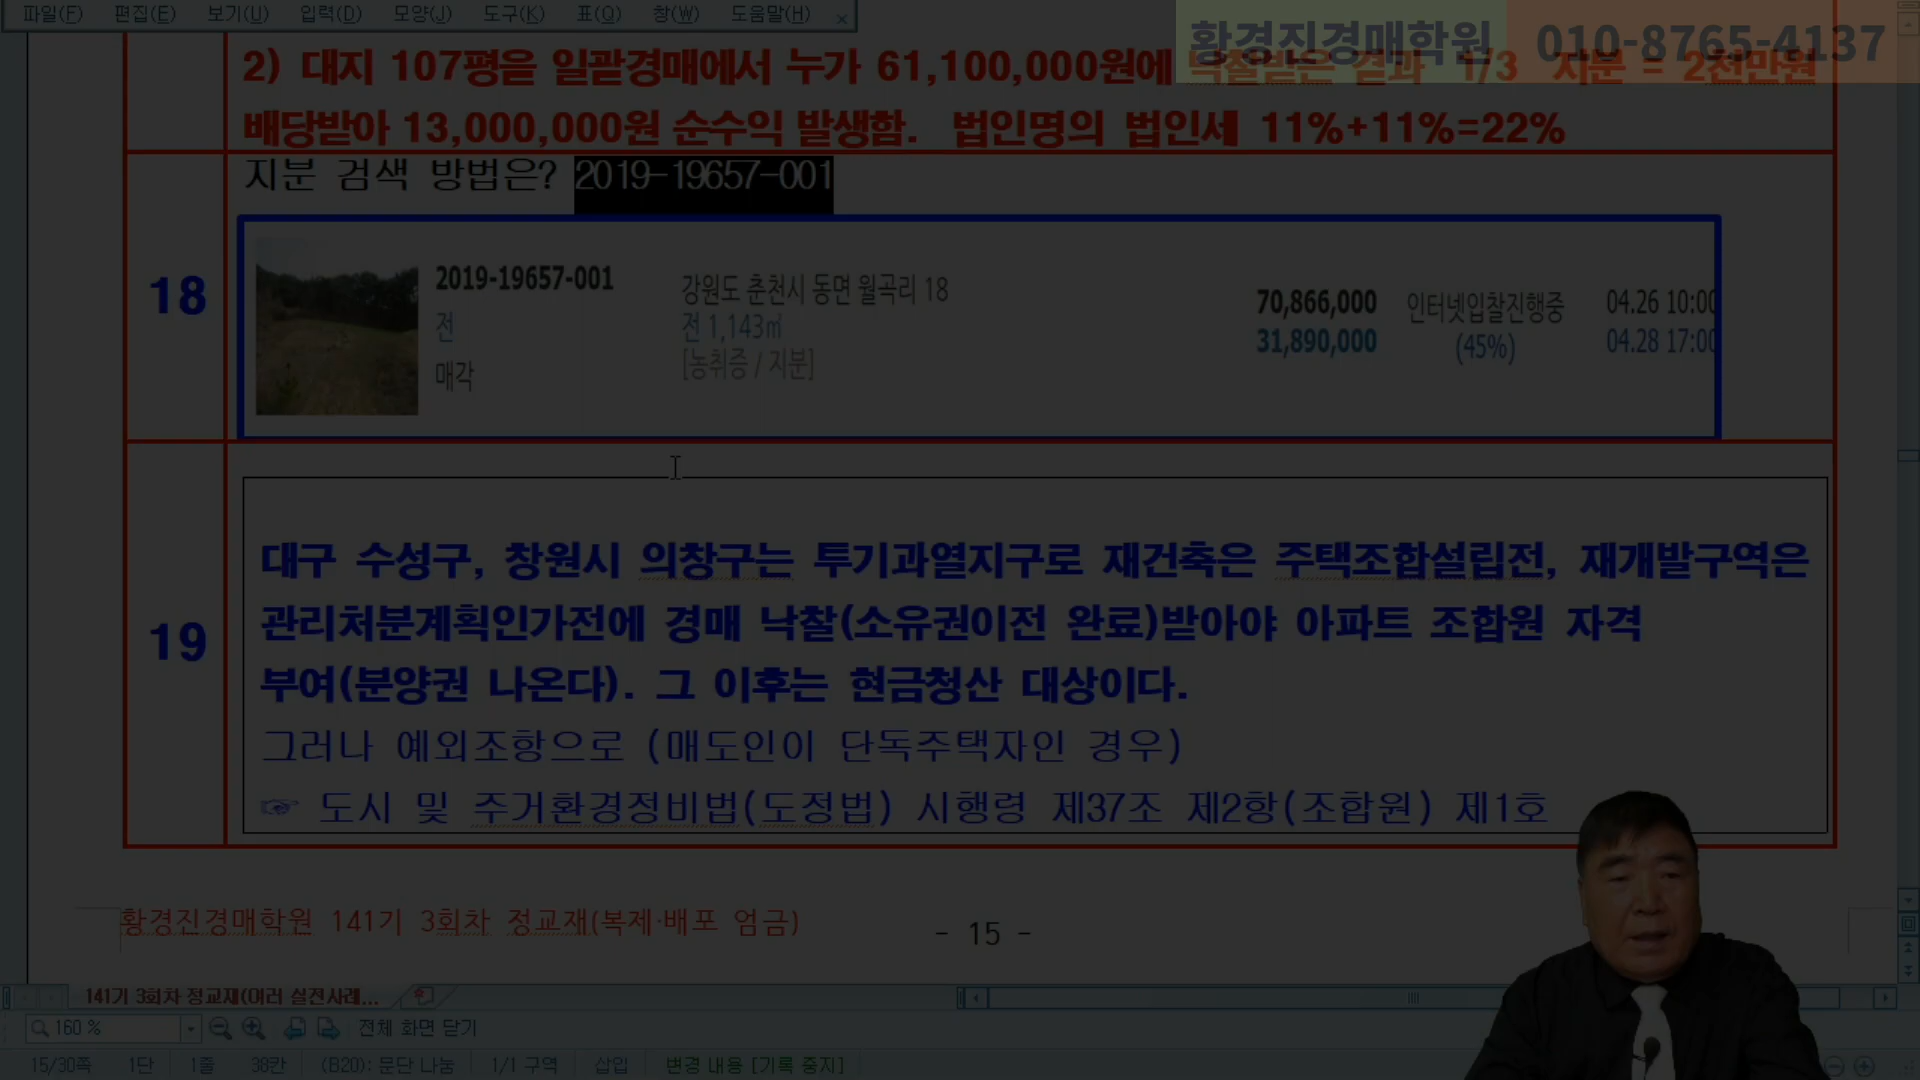 파일(F) 편집(E) 보기(U) 입력(D) 모양(J) 도구(K) 표(Q) 창(W) 도움말(H) ×
황경진경매학원 010-8765-4137
2) 대지 107평을 일괄경매에서 누가 61,100,000원에 낙찰받은 결과 1/3 지분 = 2천만원
배당받아 13,000,000원 순수익 발생함. 법인명의 법인세 11%+11%=22%
지분 검색 방법은? 2019-19657-001
18
2019-19657-001
전
매각
강원도 춘천시 동면 월곡리 18
전 1,143㎡
[농취증 / 지분]
70,866,000
31,890,000
인터넷입찰진행중
(45%)
04.26 10:00
04.28 17:00
19
대구 수성구, 창원시 의창구는 투기과열지구로 재건축은 주택조합설립전, 재개발구역은
관리처분계획인가전에 경매 낙찰(소유권이전 완료)받아야 아파트 조합원 자격
부여(분양권 나온다). 그 이후는 현금청산 대상이다.
그러나 예외조항으로 (매도인이 단독주택자인 경우)
☞ 도시 및 주거환경정비법(도정법) 시행령 제37조 제2항(조합원) 제1호
황경진경매학원 141기 3회차 정교재(복제·배포 엄금)
- 15 -
141기 3회차 정교재(여러 실전사례...
160 % 전체 화면 닫기
15/30쪽 1단 1줄 38칸 (B20): 문단 나눔 1/1 구역 삽입 변경 내용 [기록 중지]